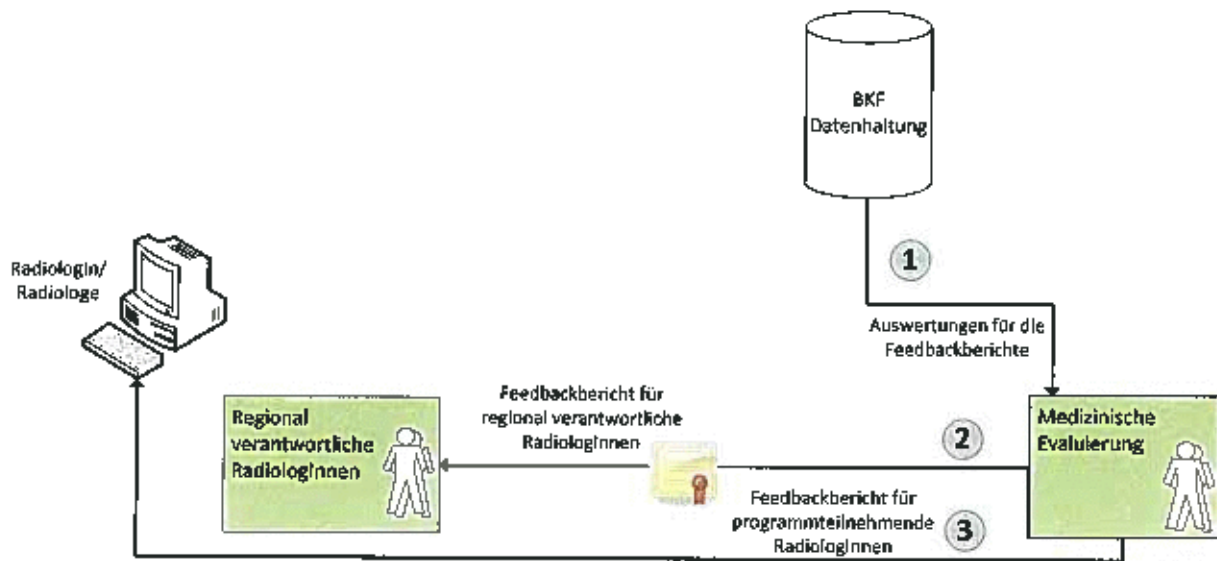 BKF
Datenhaltung
1
Auswertungen für die
Feedbackberichte
Radiologin/
Radiologe
Feedbackbericht für
regional verantwortliche
RadiologInnen
Regional
verantwortliche
RadiologInnen
2
Medizinische
Evaluierung
Feedbackbericht für
programmteilnehmende
RadiologInnen
3